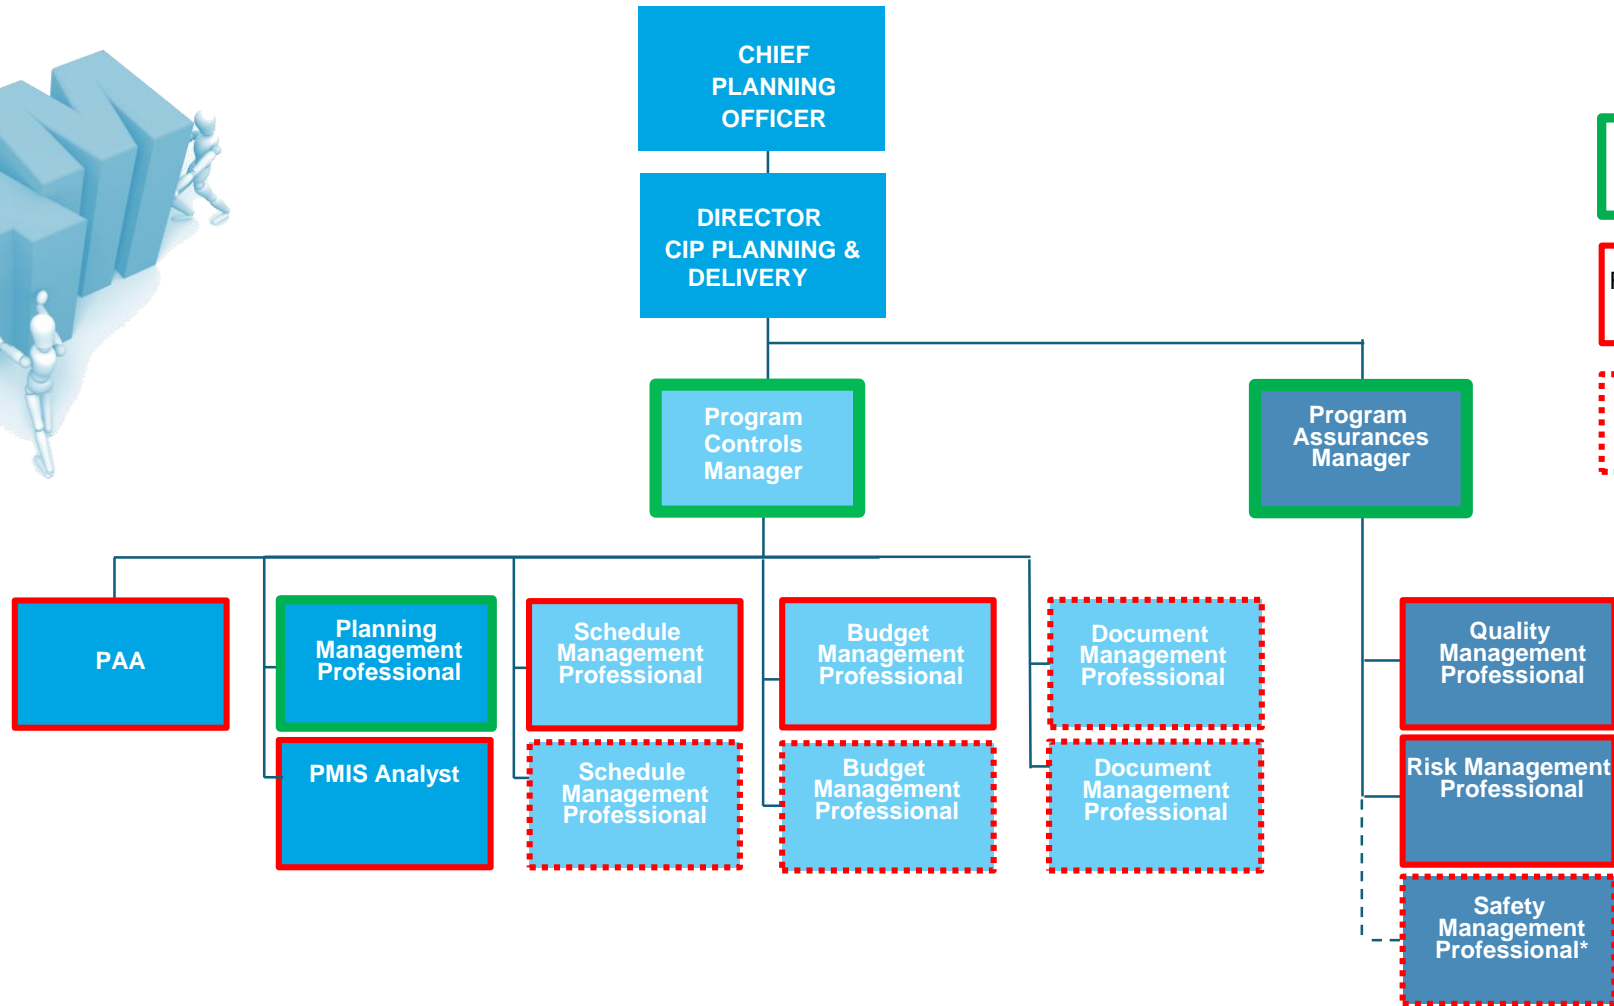 CHIEF
PLANNING
OFFICER
DIRECTOR
CIP PLANNING &
DELIVERY
Program
Controls
Manager
Program
Assurances
Manager
PAA
Planning
Management
Professional
Schedule
Management
Professional
Budget
Management
Professional
Document
Management
Professional
Quality
Management
Professional
PMIS Analyst
Schedule
Management
Professional
Budget
Management
Professional
Document
Management
Professional
Risk Management
Professional
Safety
Management
Professional*